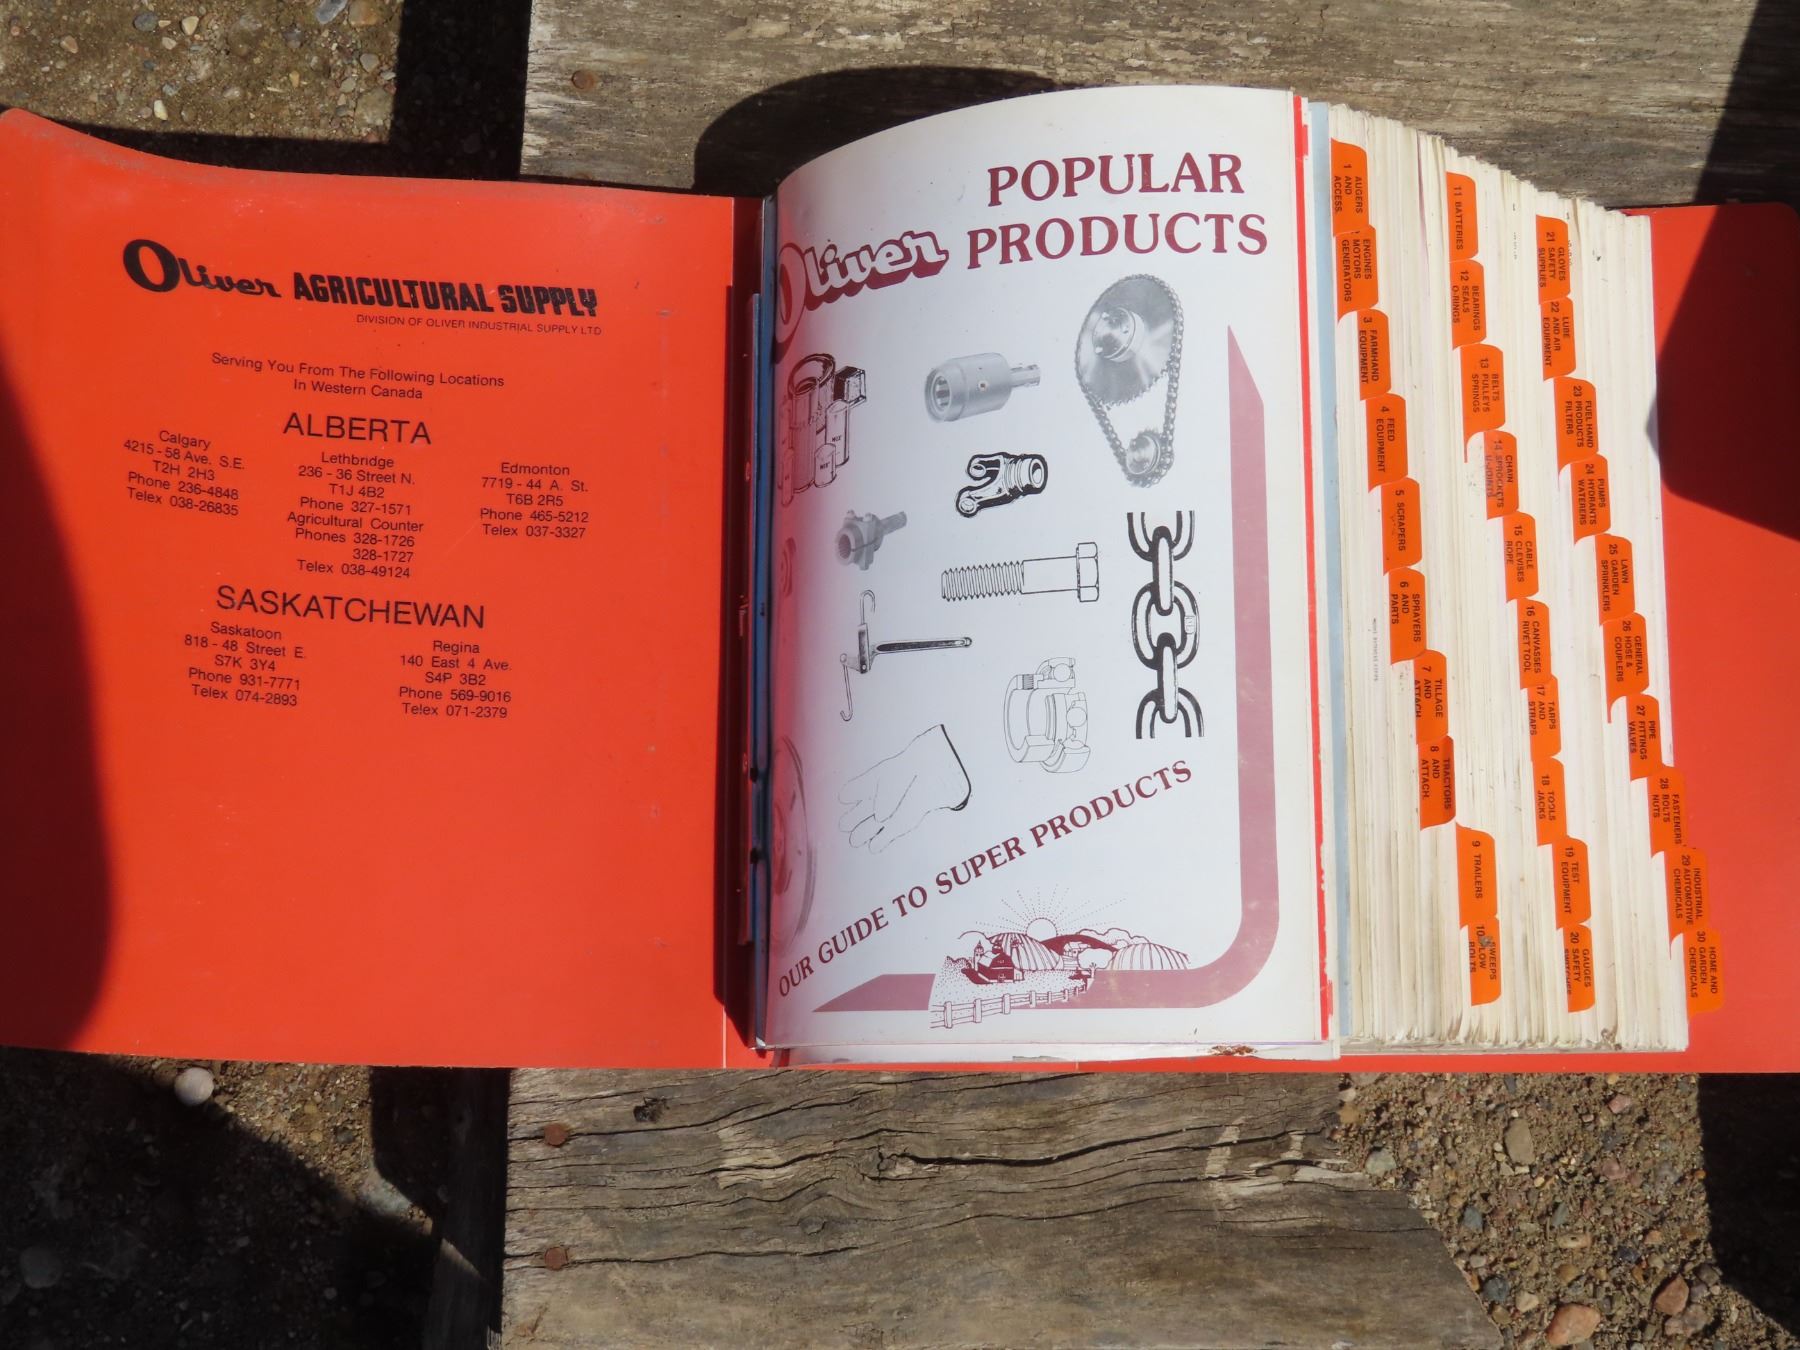 Oliver AGRICULTURAL SUPPLY
DIVISION OF OLIVER INDUSTRIAL SUPPLY LTD
Serving You From The Following Locations
In Western Canada
ALBERTA
Calgary
4215 - 58 Ave. S.E.
T2H 2H3
Phone 236-4848
Telex 038-26835
Lethbridge
236 - 36 Street N.
T1J 4B2
Phone 327-1571
Agricultural Counter
Phones 328-1726
328-1727
Telex 038-49124
Edmonton
7719 - 44 A. St.
T6B 2R5
Phone 465-5212
Telex 037-3327
SASKATCHEWAN
Saskatoon
818 - 48 Street E.
S7K 3Y4
Phone 931-7771
Telex 074-2893
Regina
140 East 4 Ave.
S4P 3B2
Phone 569-9016
Telex 071-2379
POPULAR
Oliver PRODUCTS
OUR GUIDE TO SUPER PRODUCTS
1 AUGERS AND ACCESS.
ENGINES MOTORS GENERATORS
3 FARMHAND EQUIPMENT
4 FEED EQUIPMENT
5 SCRAPERS
6 SPRAYERS AND PARTS
7 TILLAGE AND ATTACH
8 TRACTORS AND ATTACH.
9 TRAILERS
10 SWEEPS PLOW BOLTS
11 BATTERIES
12 BEARINGS SEALS O-RINGS
13 BELTS PULLEYS SPRINGS
14 CHAIN SPROCKETS U-JOINTS
15 CABLE CLEVISES ROPE
16 CANVASSES RIVET TOOL
17 TARPS AND STRAPS
18 TOOLS JACKS
19 TEST EQUIPMENT
20 GAUGES SAFETY
21 GLOVES SAFETY SUPPLIES
22 LUBE AND AIR EQUIPMENT
23 FUEL HAND PRODUCTS FILTERS
24 PUMPS HYDRANTS WATERERS
25 LAWN GARDEN SPRINKLERS
26 GENERAL HOSE & COUPLERS
27 PIPE FITTINGS VALVES
28 FASTENERS BOLTS NUTS
29 INDUSTRIAL AUTOMOTIVE CHEMICALS
30 HOME AND GARDEN CHEMICALS